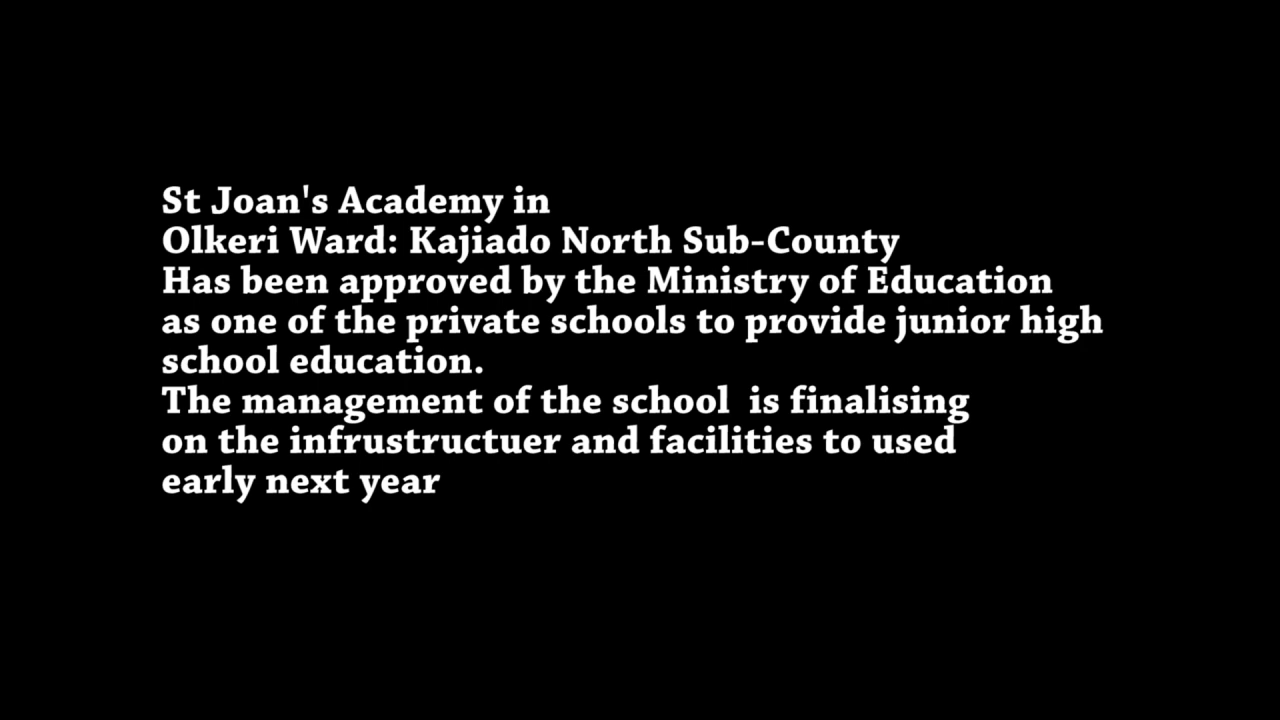 St Joan's Academy in
Olkeri Ward: Kajiado North Sub-County
Has been approved by the Ministry of Education
as one of the private schools to provide junior high
school education.
The management of the school  is finalising
on the infrustructuer and facilities to used
early next year